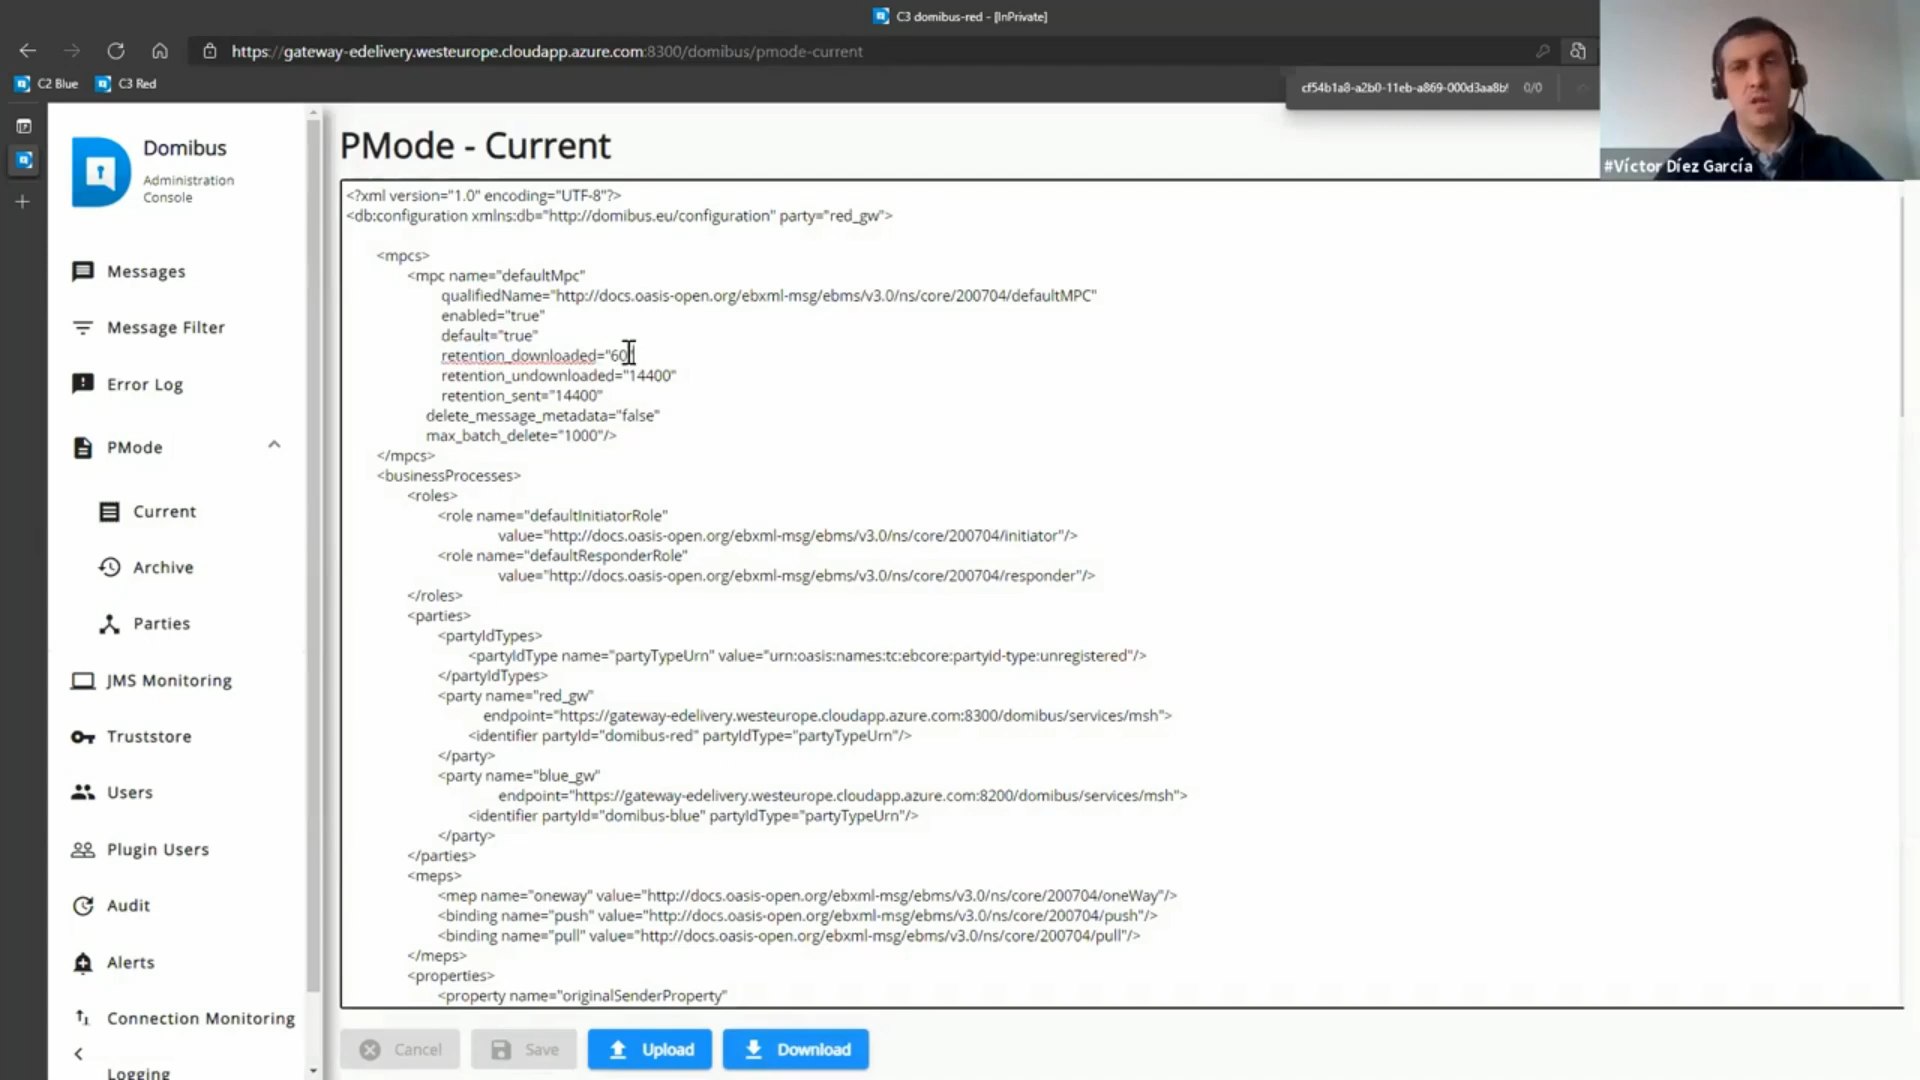 C3 domibus-red - [InPrivate]
https://gateway-edelivery.westeurope.cloudapp.azure.com:8300/domibus/pmode-current
C2 Blue
C3 Red
cf54b1a8-a2b0-11eb-a869-000d3aa8b!
0/0
#Víctor Díez García
Domibus
Administration
Console
Messages
Message Filter
Error Log
PMode
Current
Archive
Parties
JMS Monitoring
Truststore
Users
Plugin Users
Audit
Alerts
Connection Monitoring
Logging
PMode - Current
<?xml version="1.0" encoding="UTF-8"?>
<db:configuration xmlns:db="http://domibus.eu/configuration" party="red_gw">
<mpcs>
<mpc name="defaultMpc"
qualifiedName="http://docs.oasis-open.org/ebxml-msg/ebms/v3.0/ns/core/200704/defaultMPC"
enabled="true"
default="true"
retention_downloaded="60"
retention_undownloaded="14400"
retention_sent="14400"
delete_message_metadata="false"
max_batch_delete="1000"/>
</mpcs>
<businessProcesses>
<roles>
<role name="defaultInitiatorRole"
value="http://docs.oasis-open.org/ebxml-msg/ebms/v3.0/ns/core/200704/initiator"/>
<role name="defaultResponderRole"
value="http://docs.oasis-open.org/ebxml-msg/ebms/v3.0/ns/core/200704/responder"/>
</roles>
<parties>
<partyIdTypes>
<partyIdType name="partyTypeUrn" value="urn:oasis:names:tc:ebcore:partyid-type:unregistered"/>
</partyIdTypes>
<party name="red_gw"
endpoint="https://gateway-edelivery.westeurope.cloudapp.azure.com:8300/domibus/services/msh">
<identifier partyId="domibus-red" partyIdType="partyTypeUrn"/>
</party>
<party name="blue_gw"
endpoint="https://gateway-edelivery.westeurope.cloudapp.azure.com:8200/domibus/services/msh">
<identifier partyId="domibus-blue" partyIdType="partyTypeUrn"/>
</party>
</parties>
<meps>
<mep name="oneway" value="http://docs.oasis-open.org/ebxml-msg/ebms/v3.0/ns/core/200704/oneWay"/>
<binding name="push" value="http://docs.oasis-open.org/ebxml-msg/ebms/v3.0/ns/core/200704/push"/>
<binding name="pull" value="http://docs.oasis-open.org/ebxml-msg/ebms/v3.0/ns/core/200704/pull"/>
</meps>
<properties>
<property name="originalSenderProperty"
Cancel
Save
Upload
Download